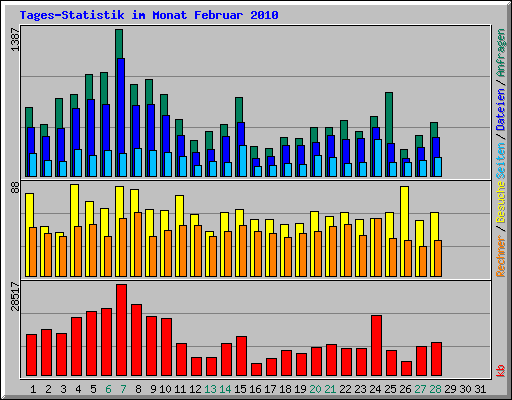 Tages-Statistik im Monat Februar 2010
1387
88
28517
Rechner / Besuche Seiten / Dateien / Anfragen
kb
1 2 3 4 5 6 7 8 9 10 11 12 13 14 15 16 17 18 19 20 21 22 23 24 25 26 27 28 29 30 31